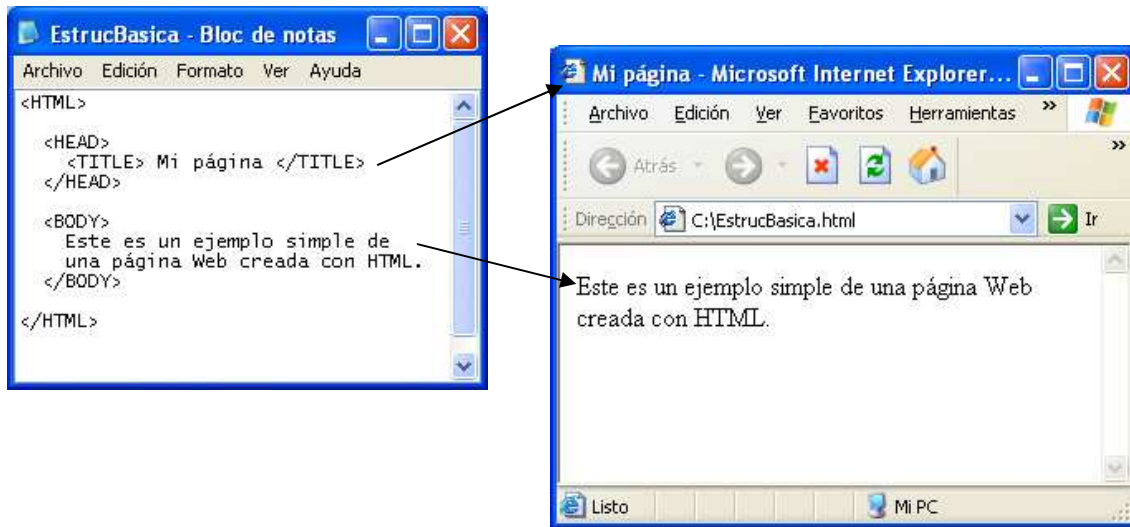 EstrucBasica - Bloc de notas
Archivo Edición Formato Ver Ayuda
<HTML>
<HEAD>
<TITLE> Mi página </TITLE>
</HEAD>
<BODY>
Este es un ejemplo simple de
una página Web creada con HTML.
</BODY>
</HTML>
Mi página - Microsoft Internet Explorer...
Archivo Edición Ver Favoritos Herramientas »
Atrás »
Dirección C:\EstrucBasica.html Ir
Este es un ejemplo simple de una página Web
creada con HTML.
Listo Mi PC